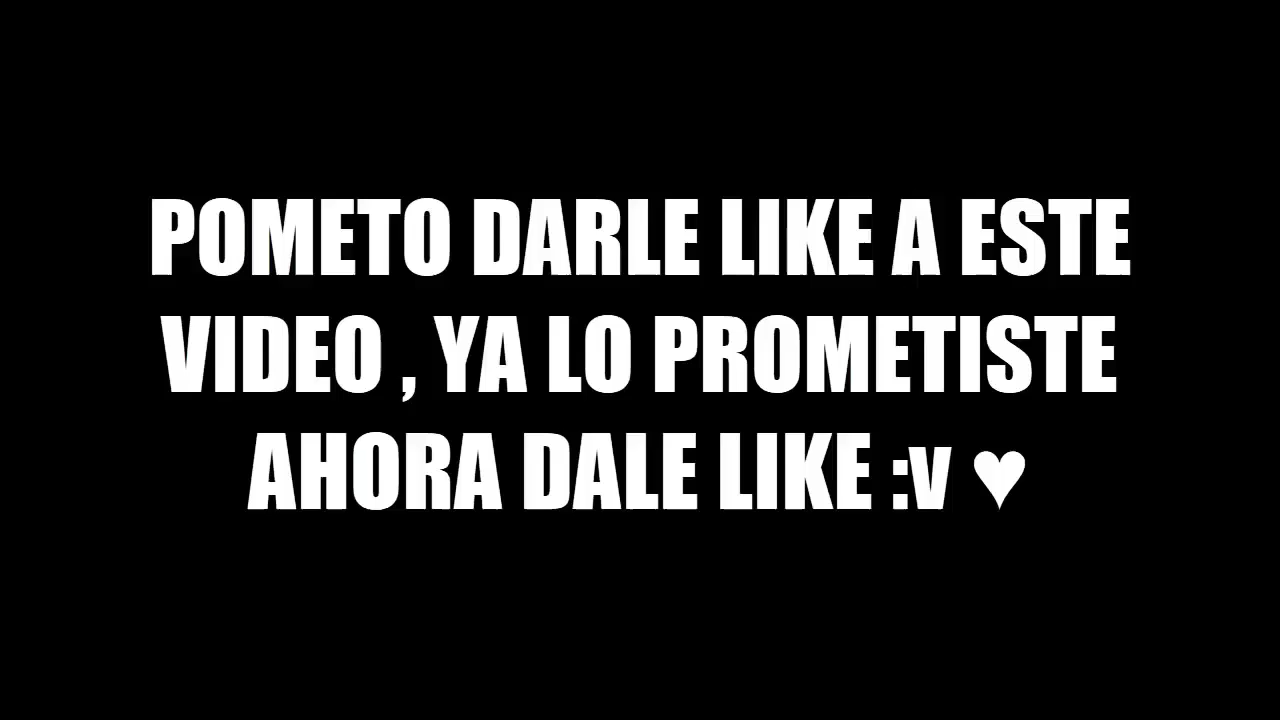 POMETO DARLE LIKE A ESTE
VIDEO , YA LO PROMETISTE
AHORA DALE LIKE :V ♥